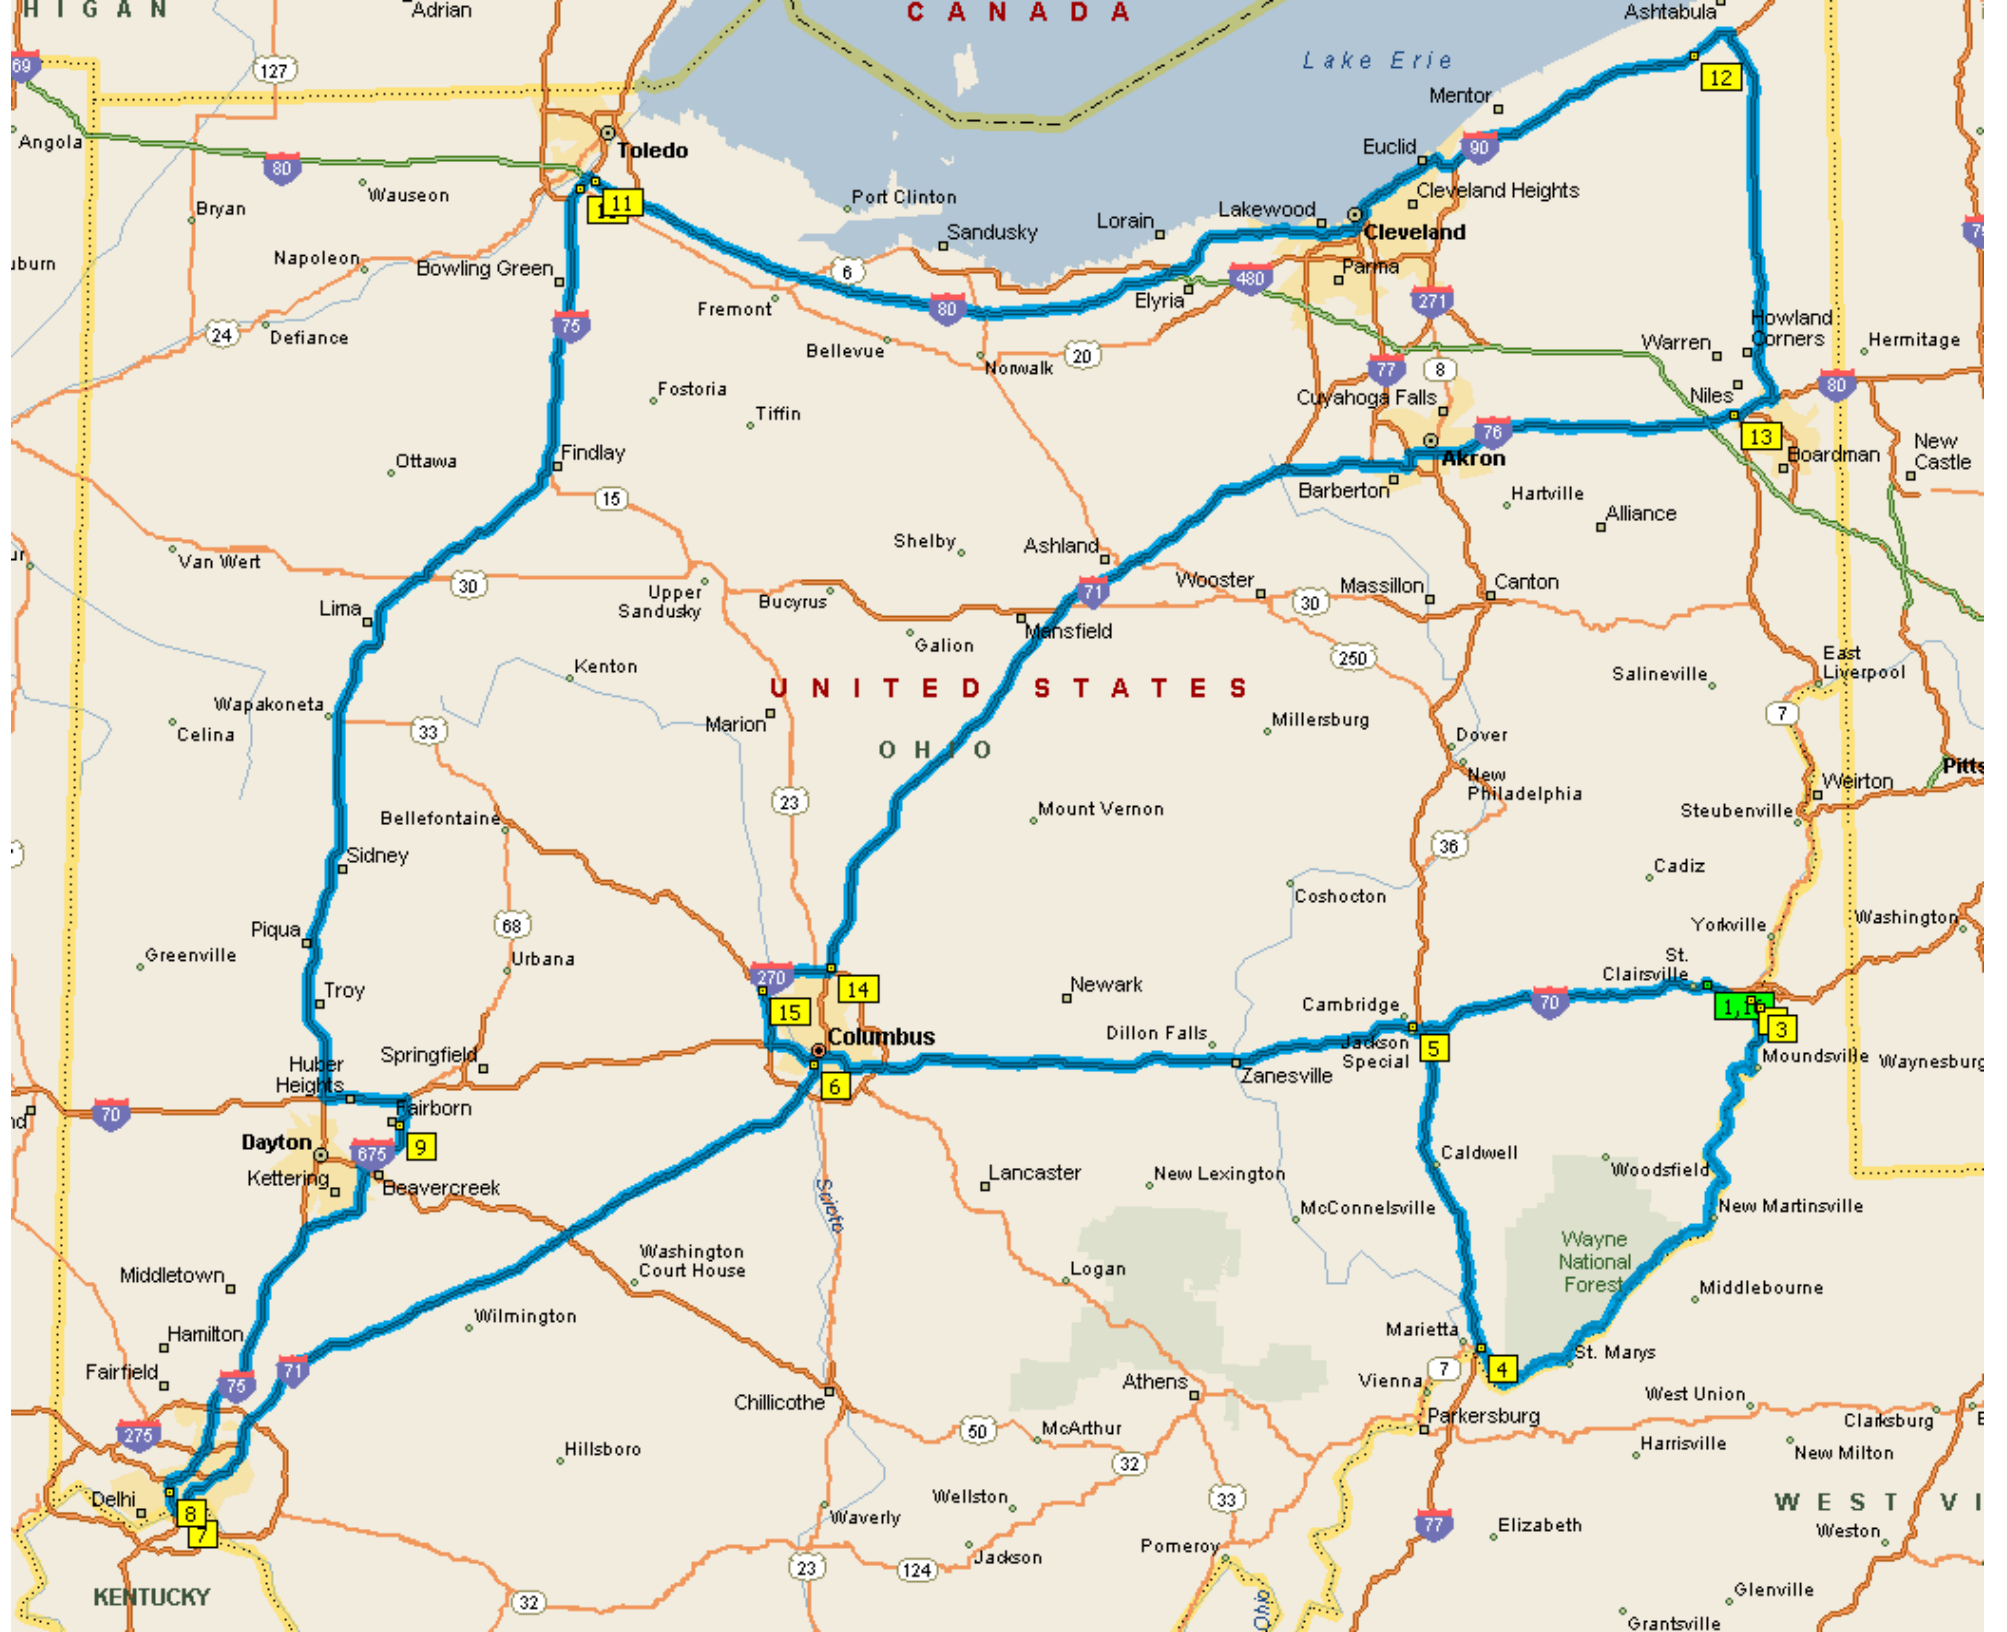 H I G A N
Adrian
C A N A D A
Ashtabula
69
127
Lake Erie
12
Mentor
Angola
Toledo
Euclid
90
80
Wauseon
Bryan
11
Port Clinton
Cleveland Heights
Lorain
Lakewood
Sandusky
Cleveland
Napoleon
Bowling Green
6
Parma
480
Elyria
271
Fremont
80
75
24
Defiance
Bellevue
20
Norwalk
Howland
Corners
Warren
Hermitage
77
8
80
Fostoria
Tiffin
Cuyahoga Falls
Niles
76
13
Ottawa
Findlay
Akron
Boardman
New
Castle
15
Barberton
Hartville
Alliance
Van Wert
Shelby
Ashland
30
Lima
Upper
Sandusky
Bucyrus
71
Wooster
30
Massillon
Canton
Mansfield
Galion
250
East
Liverpool
Kenton
Salineville
U N I T E D S T A T E S
Wapakoneta
Celina
33
Marion
O H I O
Millersburg
7
Dover
New
Philadelphia
Pitts
Weirton
23
Mount Vernon
Steubenville
Bellefontaine
36
Sidney
Cadiz
Coshocton
68
Piqua
Yorkville
Washington
Greenville
Urbana
St.
Clairsville
270
14
Newark
Troy
15
Cambridge
70
3
Columbus
Dillon Falls
Jackson
Special
5
Moundsville
Waynesburg
Huber
Heights
Springfield
6
Zanesville
70
Fairborn
Dayton
675
9
Caldwell
Woodsfield
Kettering
Beavercreek
Lancaster
New Lexington
McConnelsville
New Martinsville
Scioto
Washington
Court House
Wayne
National
Forest
Middletown
Logan
Middlebourne
Wilmington
Hamilton
Marietta
St. Marys
Fairfield
75
71
7
4
Vienna
Athens
West Union
Chillicothe
Parkersburg
Clarksburg
275
50
McArthur
Harrisville
New Milton
Hillsboro
32
Delhi
8
7
Wellston
33
W E S T V I
Waverly
77
Elizabeth
Weston
Pomeroy
Jackson
23
124
KENTUCKY
32
Ohio
Glenville
Grantsville